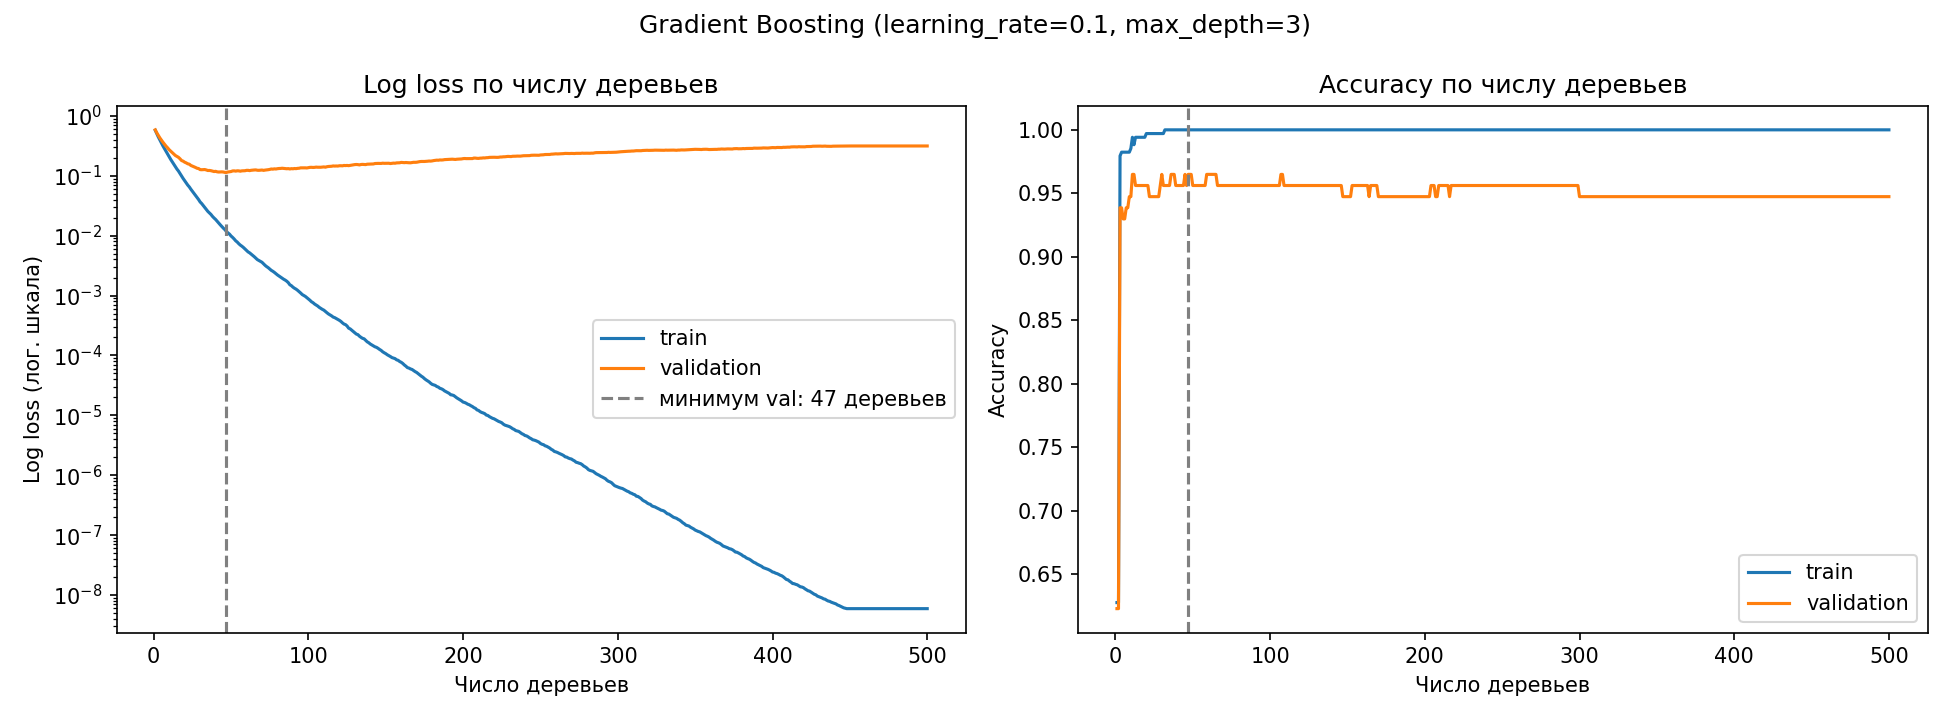 Gradient Boosting (learning_rate=0.1, max_depth=3)
Log loss по числу деревьев
Log loss (лог. шкала)
10^0
10^-1
10^-2
10^-3
10^-4
10^-5
10^-6
10^-7
10^-8
train
validation
минимум val: 47 деревьев
0 100 200 300 400 500
Число деревьев
Accuracy по числу деревьев
Accuracy
1.00
0.95
0.90
0.85
0.80
0.75
0.70
0.65
train
validation
0 100 200 300 400 500
Число деревьев